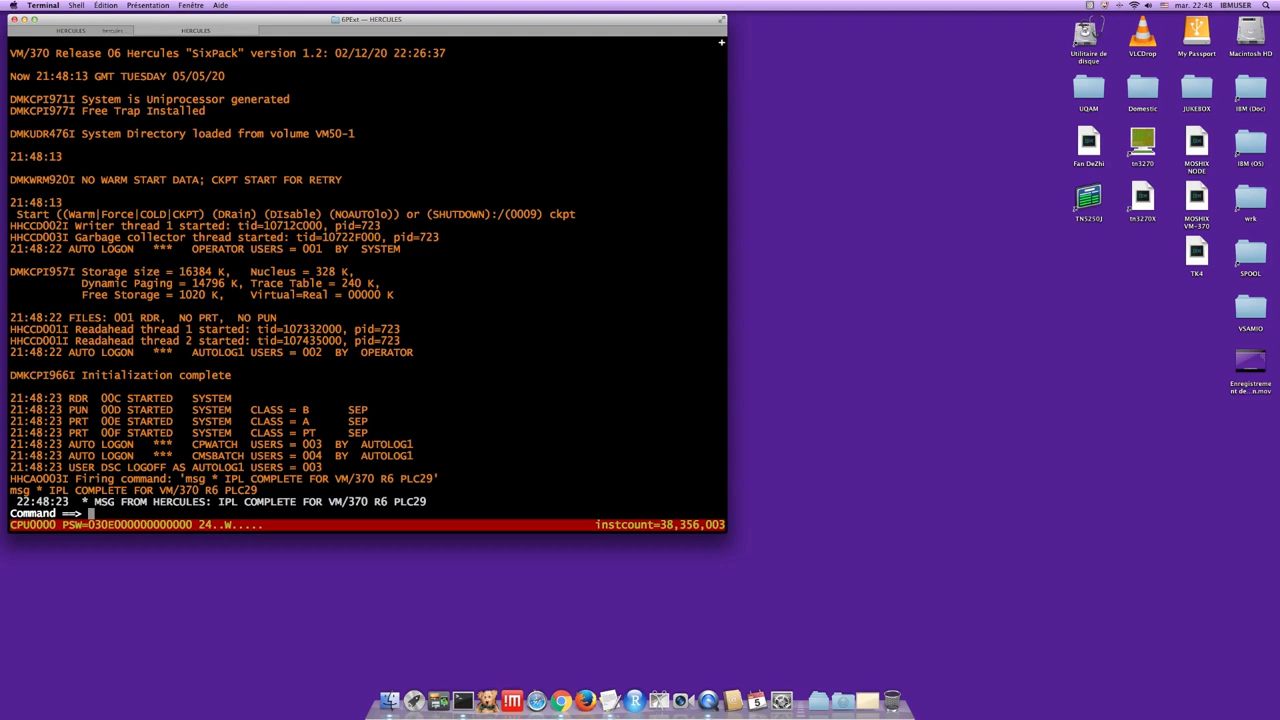 Terminal Shell Édition Présentation Fenêtre Aide mar. 22:48 IBMUSER
6PExt — HERCULES
HERCULES hercules... HERCULES
VM/370 Release 06 Hercules "SixPack" version 1.2: 02/12/20 22:26:37
Now 21:48:13 GMT TUESDAY 05/05/20
DMKCPI971I System is Uniprocessor generated
DMKCPI977I Free Trap Installed
DMKUDR476I System Directory loaded from volume VM50-1
21:48:13
DMKWRM920I NO WARM START DATA; CKPT START FOR RETRY
21:48:13
Start ((Warm|Force|COLD|CKPT) (DRain) (DIsable) (NOAUTOlo)) or (SHUTDOWN):/(0009) ckpt
HHCCD002I Writer thread 1 started: tid=10712C000, pid=723
HHCCD003I Garbage collector thread started: tid=10722F000, pid=723
21:48:22 AUTO LOGON *** OPERATOR USERS = 001 BY SYSTEM
DMKCPI957I Storage size = 16384 K, Nucleus = 328 K,
Dynamic Paging = 14796 K, Trace Table = 240 K,
Free Storage = 1020 K, Virtual=Real = 00000 K
21:48:22 FILES: 001 RDR, NO PRT, NO PUN
HHCCD001I Readahead thread 1 started: tid=107332000, pid=723
HHCCD001I Readahead thread 2 started: tid=107435000, pid=723
21:48:22 AUTO LOGON *** AUTOLOG1 USERS = 002 BY OPERATOR
DMKCPI966I Initialization complete
21:48:23 RDR 00C STARTED SYSTEM
21:48:23 PUN 00D STARTED SYSTEM CLASS = B SEP
21:48:23 PRT 00E STARTED SYSTEM CLASS = A SEP
21:48:23 PRT 00F STARTED SYSTEM CLASS = PT SEP
21:48:23 AUTO LOGON *** CPWATCH USERS = 003 BY AUTOLOG1
21:48:23 AUTO LOGON *** CMSBATCH USERS = 004 BY AUTOLOG1
21:48:23 USER DSC LOGOFF AS AUTOLOG1 USERS = 003
HHCAO003I Firing command: 'msg * IPL COMPLETE FOR VM/370 R6 PLC29'
msg * IPL COMPLETE FOR VM/370 R6 PLC29
22:48:23 * MSG FROM HERCULES: IPL COMPLETE FOR VM/370 R6 PLC29
Command ==>
CPU0000 PSW=030E000000000000 24..W..... instcount=38,356,003
Utilitaire de disque
VLCDrop
My Passport
Macintosh HD
UQAM
Domestic
JUKEBOX
IBM (Doc)
Fan DeZhi
tn3270
MOSHIX NODE
IBM (OS)
TN5250J
tn3270X
MOSHIX VM-370
wrk
TK4
SPOOL
VSAMIO
Enregistrement de...n.mov